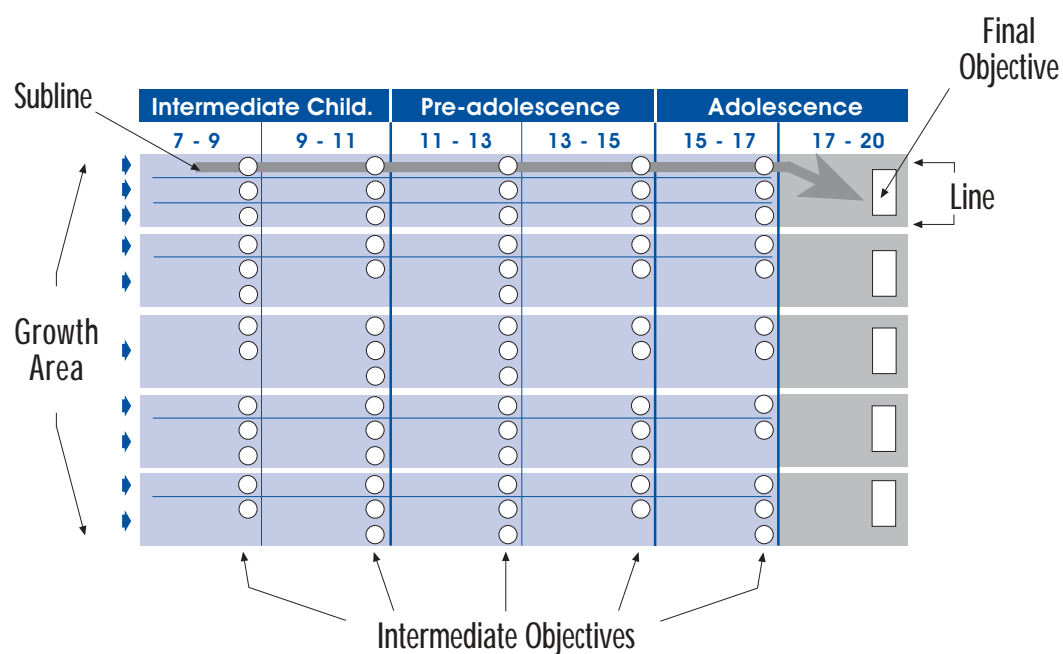 Final
Objective
Subline
Intermediate Child. Pre-adolescence Adolescence
7 - 9 9 - 11 11 - 13 13 - 15 15 - 17 17 - 20
Line
Growth
Area
Intermediate Objectives